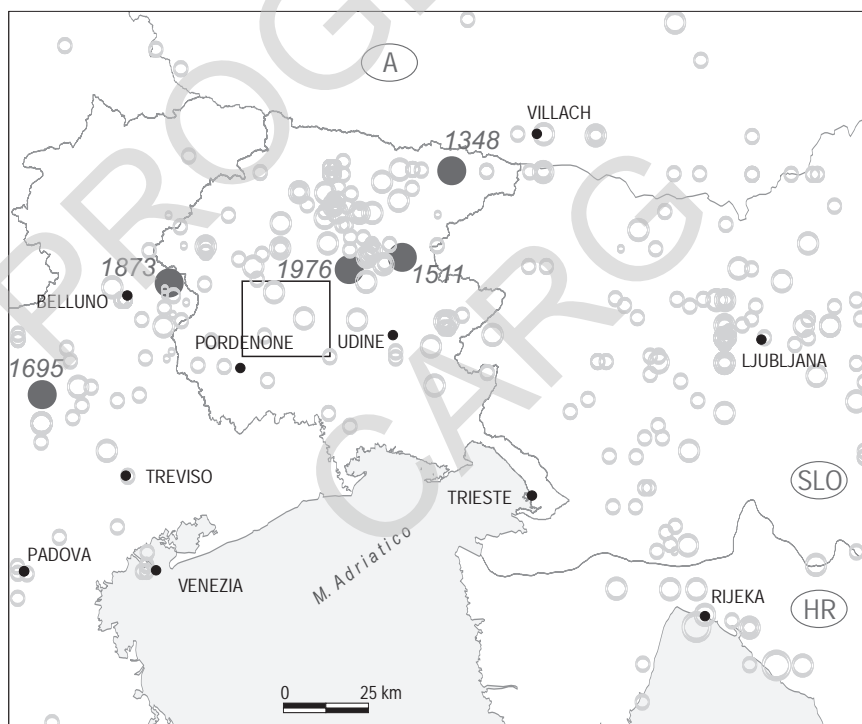 A
VILLACH
1348
1873
1976
1511
BELLUNO
PORDENONE
UDINE
LJUBLJANA
1695
TREVISO
TRIESTE
SLO
PADOVA
VENEZIA
M. Adriatico
RIJEKA
HR
0 25 km
PROGE
CARG